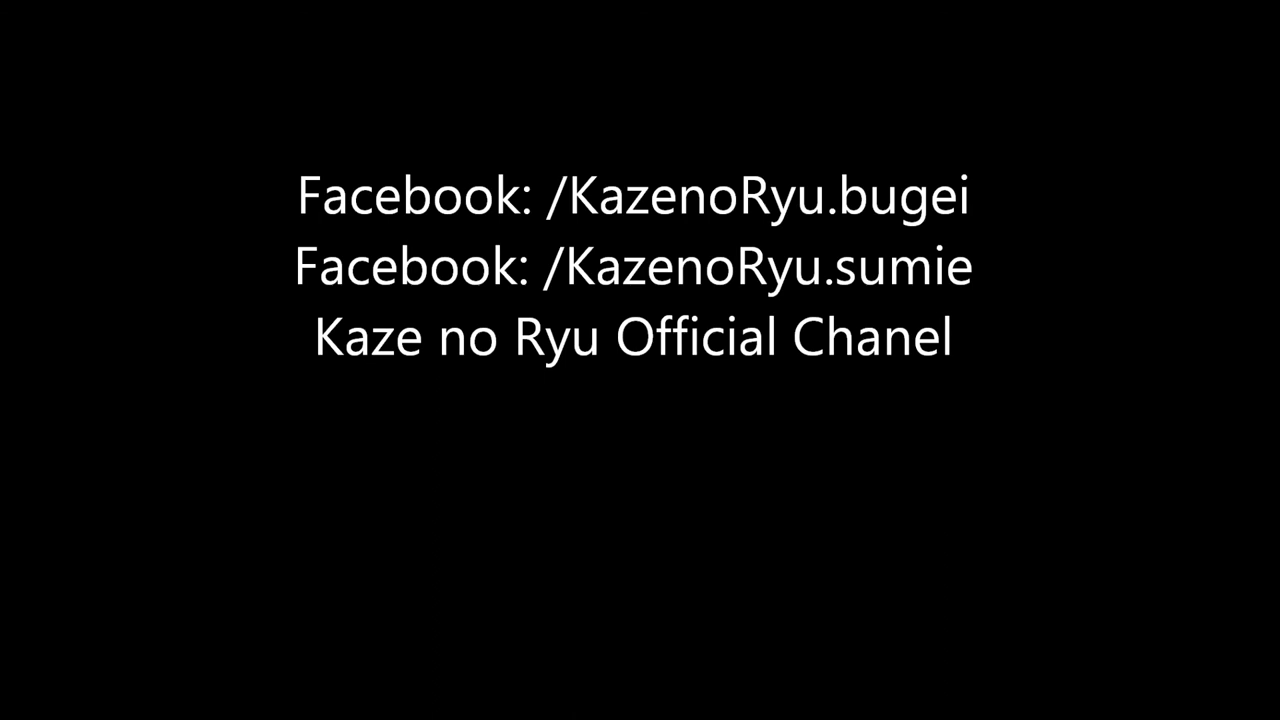 Facebook: /KazenoRyu.bugei
Facebook: /KazenoRyu.sumie
Kaze no Ryu Official Chanel